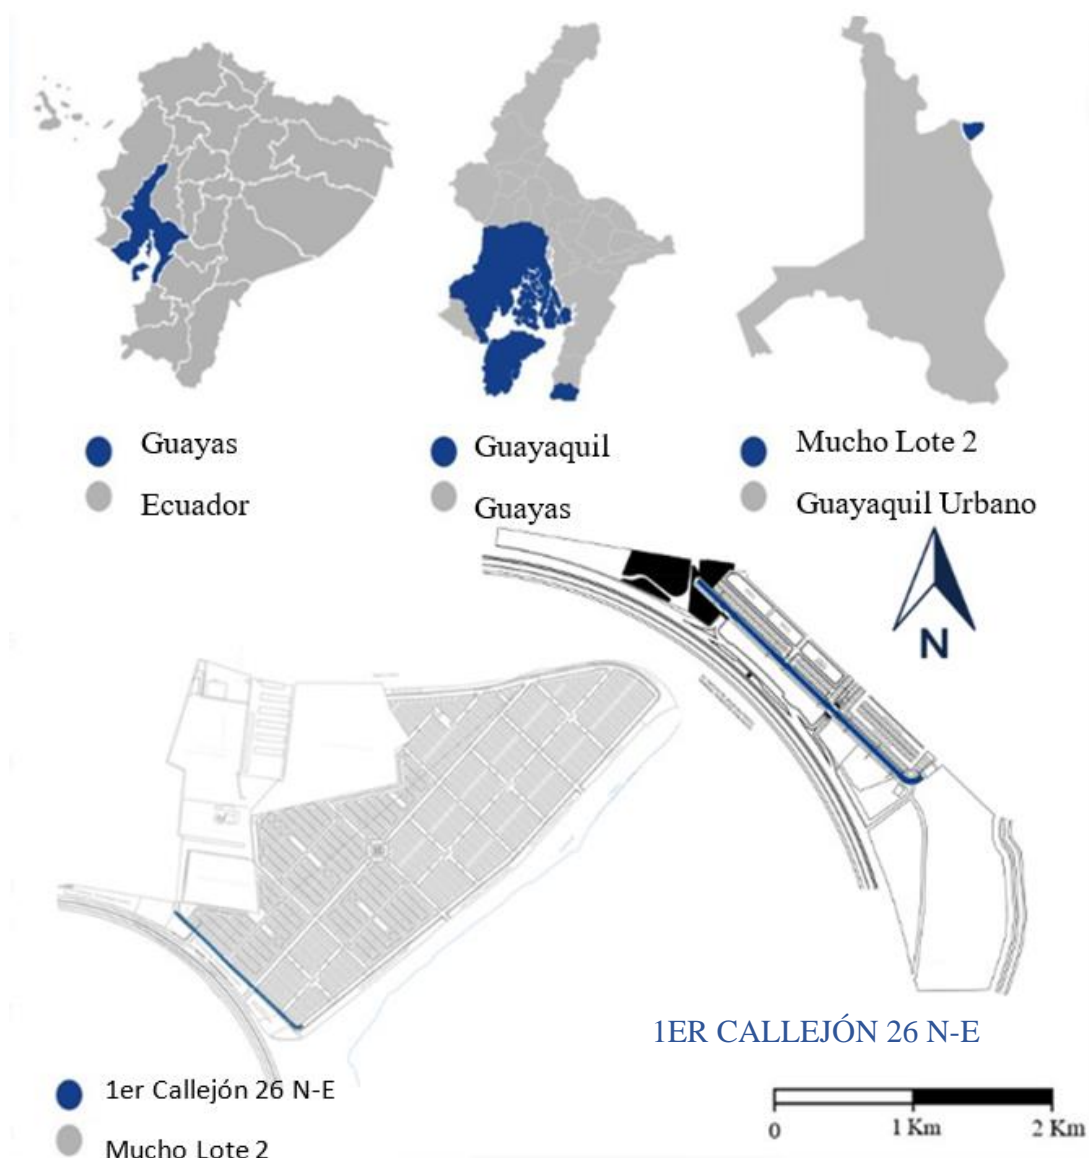 Guayas
Ecuador
Guayaquil
Guayas
Mucho Lote 2
Guayaquil Urbano
N
1ER CALLEJÓN 26 N-E
1er Callejón 26 N-E
Mucho Lote 2
0
1 Km
2 Km